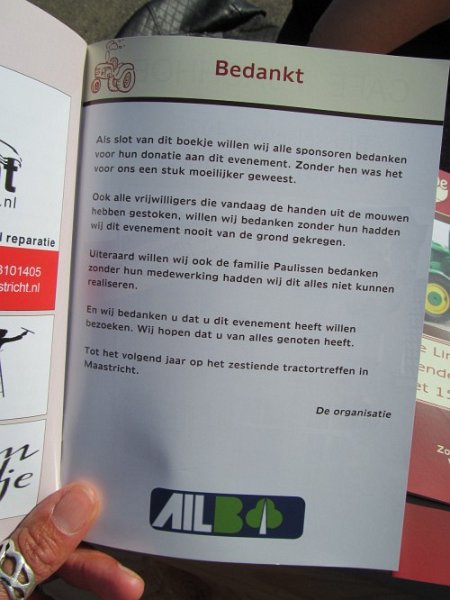 Bedankt
Als slot van dit boekje willen wij alle sponsoren bedanken
voor hun donatie aan dit evenement. Zonder hen was het
voor ons een stuk moeilijker geweest.
Ook alle vrijwilligers die vandaag de handen uit de mouwen
hebben gestoken, willen wij bedanken zonder hun hadden
wij dit evenement nooit van de grond gekregen.
Uiteraard willen wij ook de familie Paulissen bedanken
zonder hun medewerking hadden wij dit alles niet kunnen
realiseren.
En wij bedanken u dat u dit evenement heeft willen
bezoeken. Wij hopen dat u van alles genoten heeft.
Tot het volgend jaar op het zestiende tractortreffen in
Maastricht.
De organisatie
AILBO
.nl
reparatie
3101405
stricht.nl